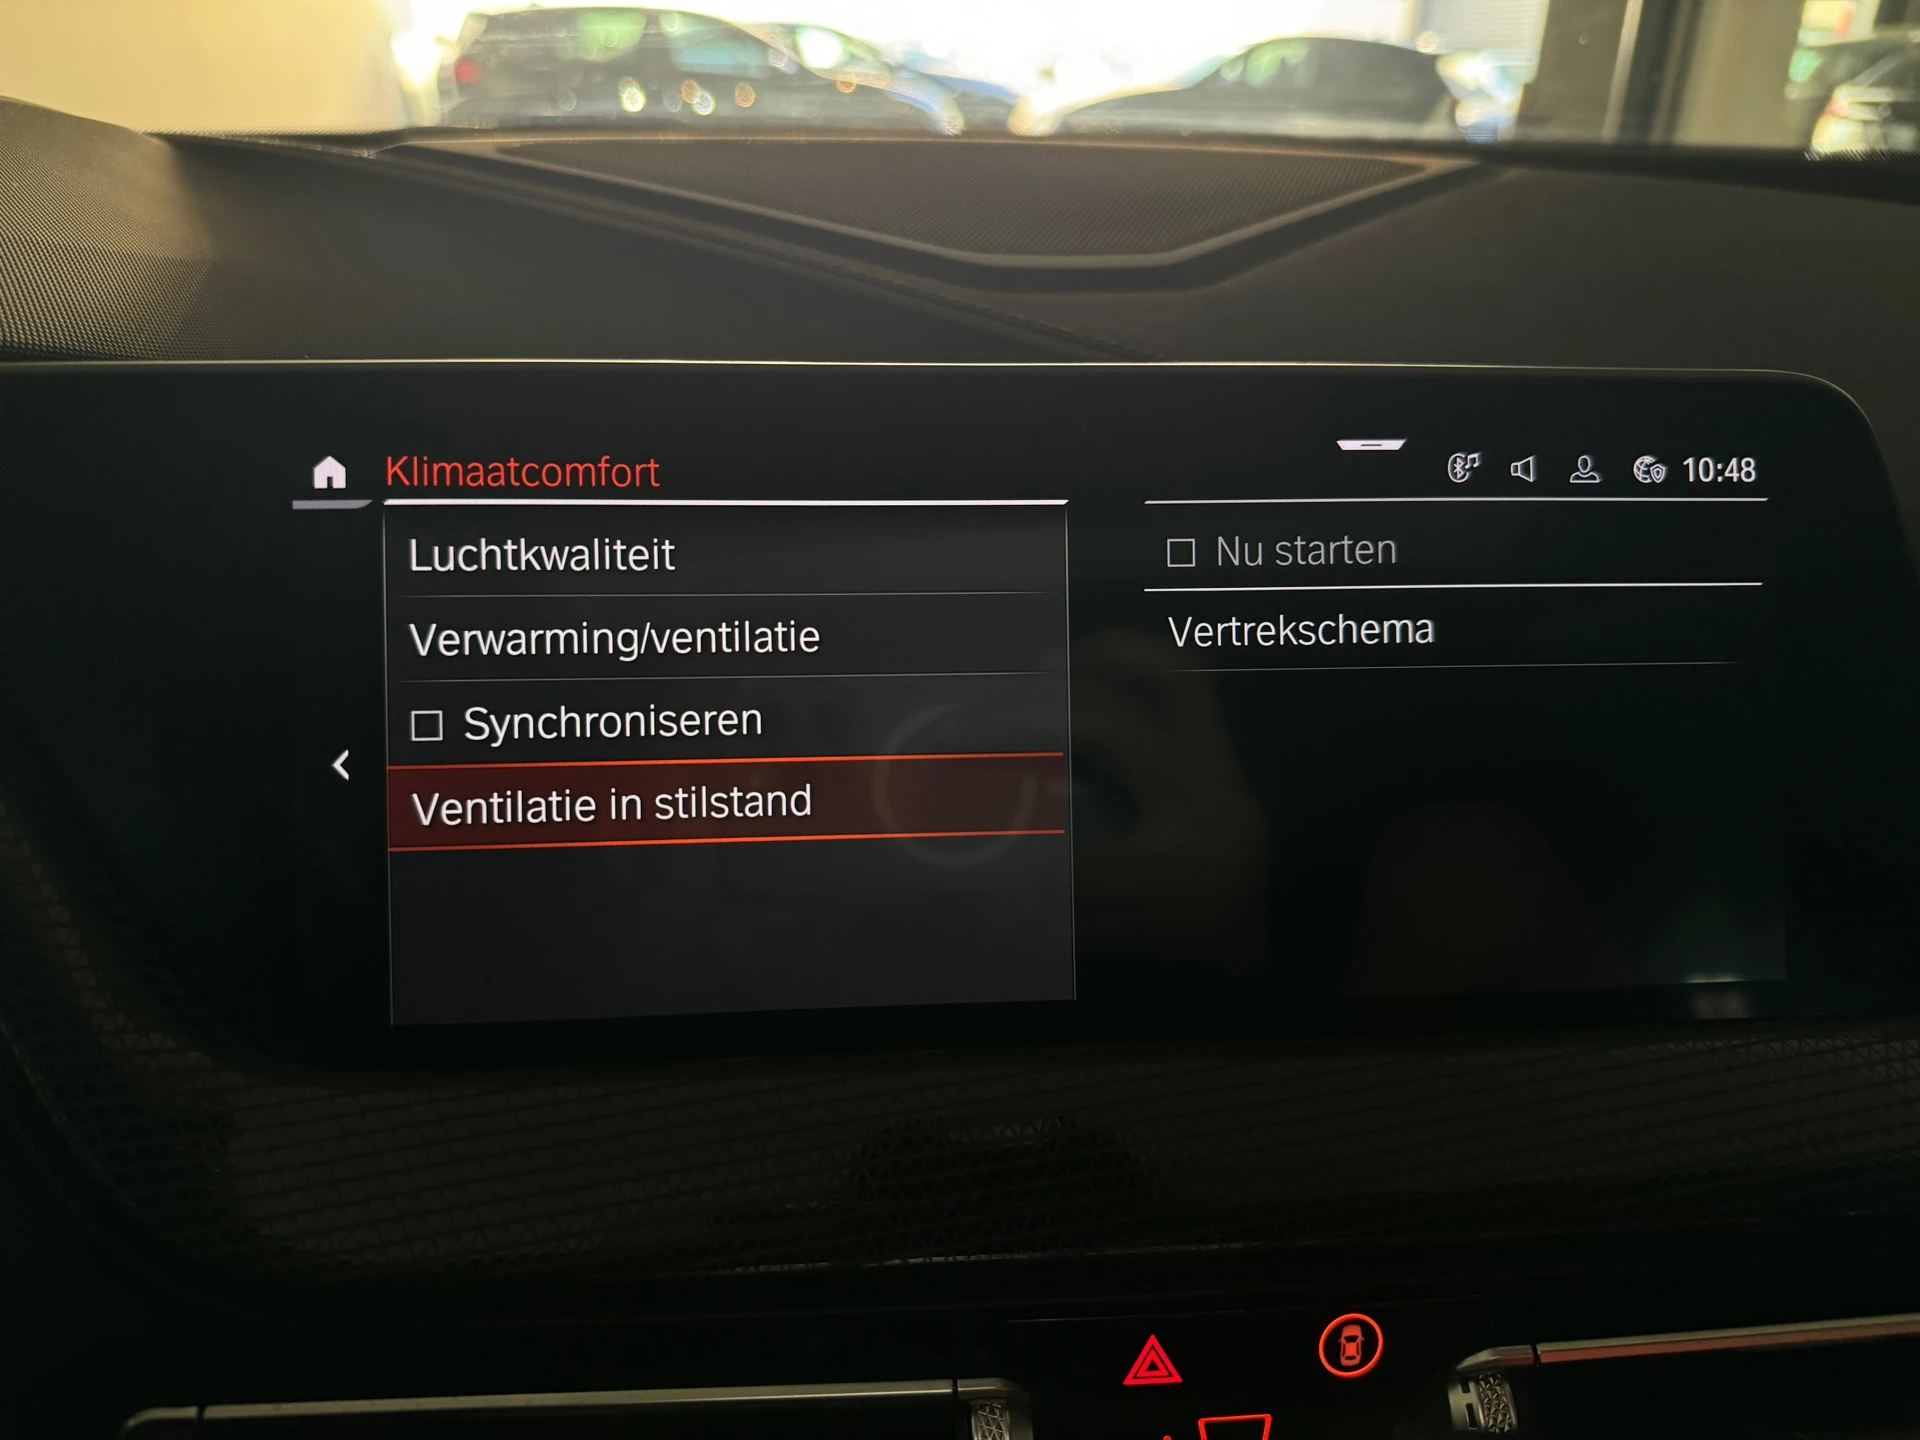 Klimaatcomfort
10:48
Luchtkwaliteit
Verwarming/ventilatie
Synchroniseren
Ventilatie in stilstand
Nu starten
Vertrekschema